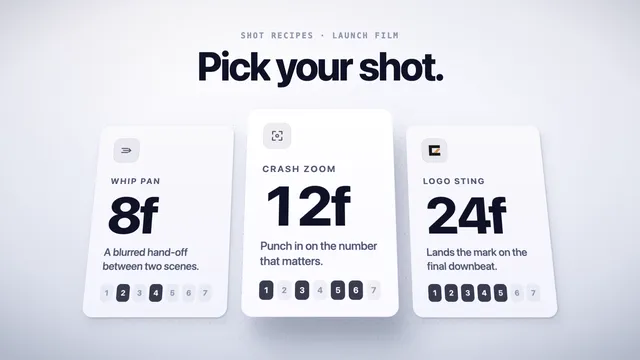 SHOT RECIPES · LAUNCH FILM
Pick your shot.
WHIP PAN
8f
A blurred hand-off
between two scenes.
1 2 3 4 5 6 7
CRASH ZOOM
12f
Punch in on the number
that matters.
1 2 3 4 5 6 7
LOGO STING
24f
Lands the mark on the
final downbeat.
1 2 3 4 5 6 7